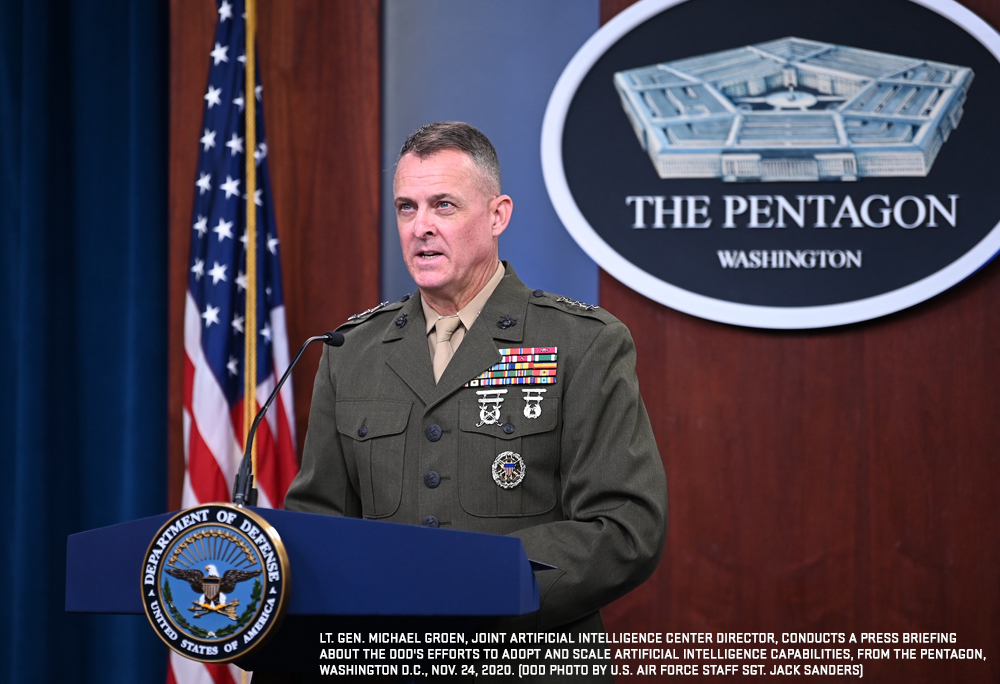 THE PENTAGON
WASHINGTON
DEPARTMENT OF DEFENSE
UNITED STATES OF AMERICA
LT. GEN. MICHAEL GROEN, JOINT ARTIFICIAL INTELLIGENCE CENTER DIRECTOR, CONDUCTS A PRESS BRIEFING
ABOUT THE DOD'S EFFORTS TO ADOPT AND SCALE ARTIFICIAL INTELLIGENCE CAPABILITIES, FROM THE PENTAGON,
WASHINGTON D.C., NOV. 24, 2020. (DOD PHOTO BY U.S. AIR FORCE STAFF SGT. JACK SANDERS)